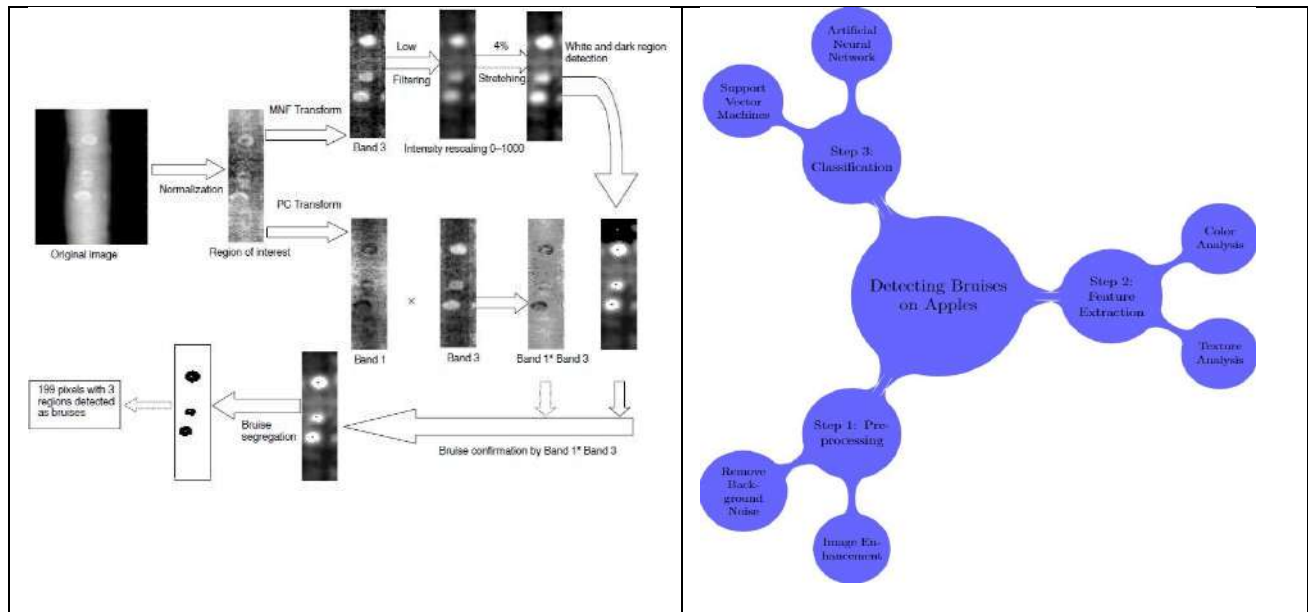 Low
Filtering
4%
Stretching
White and dark region
detection
MNF Transform
Band 3
Intensity rescaling 0–1000
Normalization
PC Transform
Original image
Region of interest
×
Band 1
Band 3
Band 1* Band 3
199 pixels with 3
regions detected
as bruises
Bruise
segregation
Bruise confirmation by Band 1* Band 3
Artificial
Neural
Network
Support
Vector
Machines
Step 3:
Classification
Detecting Bruises
on Apples
Color
Analysis
Step 2:
Feature
Extraction
Texture
Analysis
Step 1: Pre-
processing
Remove
Back-
ground
Noise
Image En-
hancement